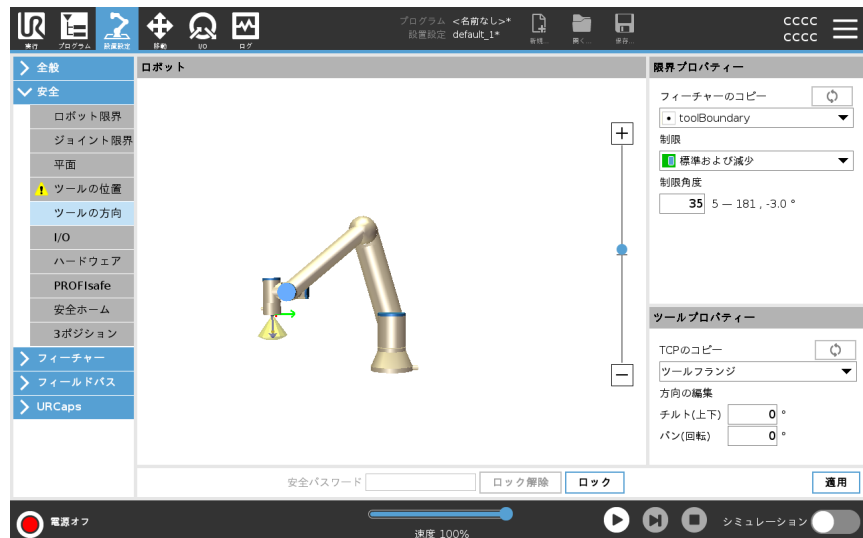 UR
実行
プログラム
設置設定
移動
I/O
ログ
プログラム <名前なし>*
設置設定 default_1*
新規...
開く...
保存...
cccc
cccc
全般
安全
ロボット限界
ジョイント限界
平面
ツールの位置
ツールの方向
I/O
ハードウェア
PROFIsafe
安全ホーム
3ポジション
フィーチャー
フィールドバス
URCaps
ロボット
限界プロパティー
フィーチャーのコピー
toolBoundary
制限
標準および減少
制限角度
35 5 — 181 , -3.0 °
ツールプロパティー
TCPのコピー
ツールフランジ
方向の編集
チルト(上下) 0 °
パン(回転) 0 °
安全パスワード ロック解除 ロック 適用
電源オフ
速度 100%
シミュレーション